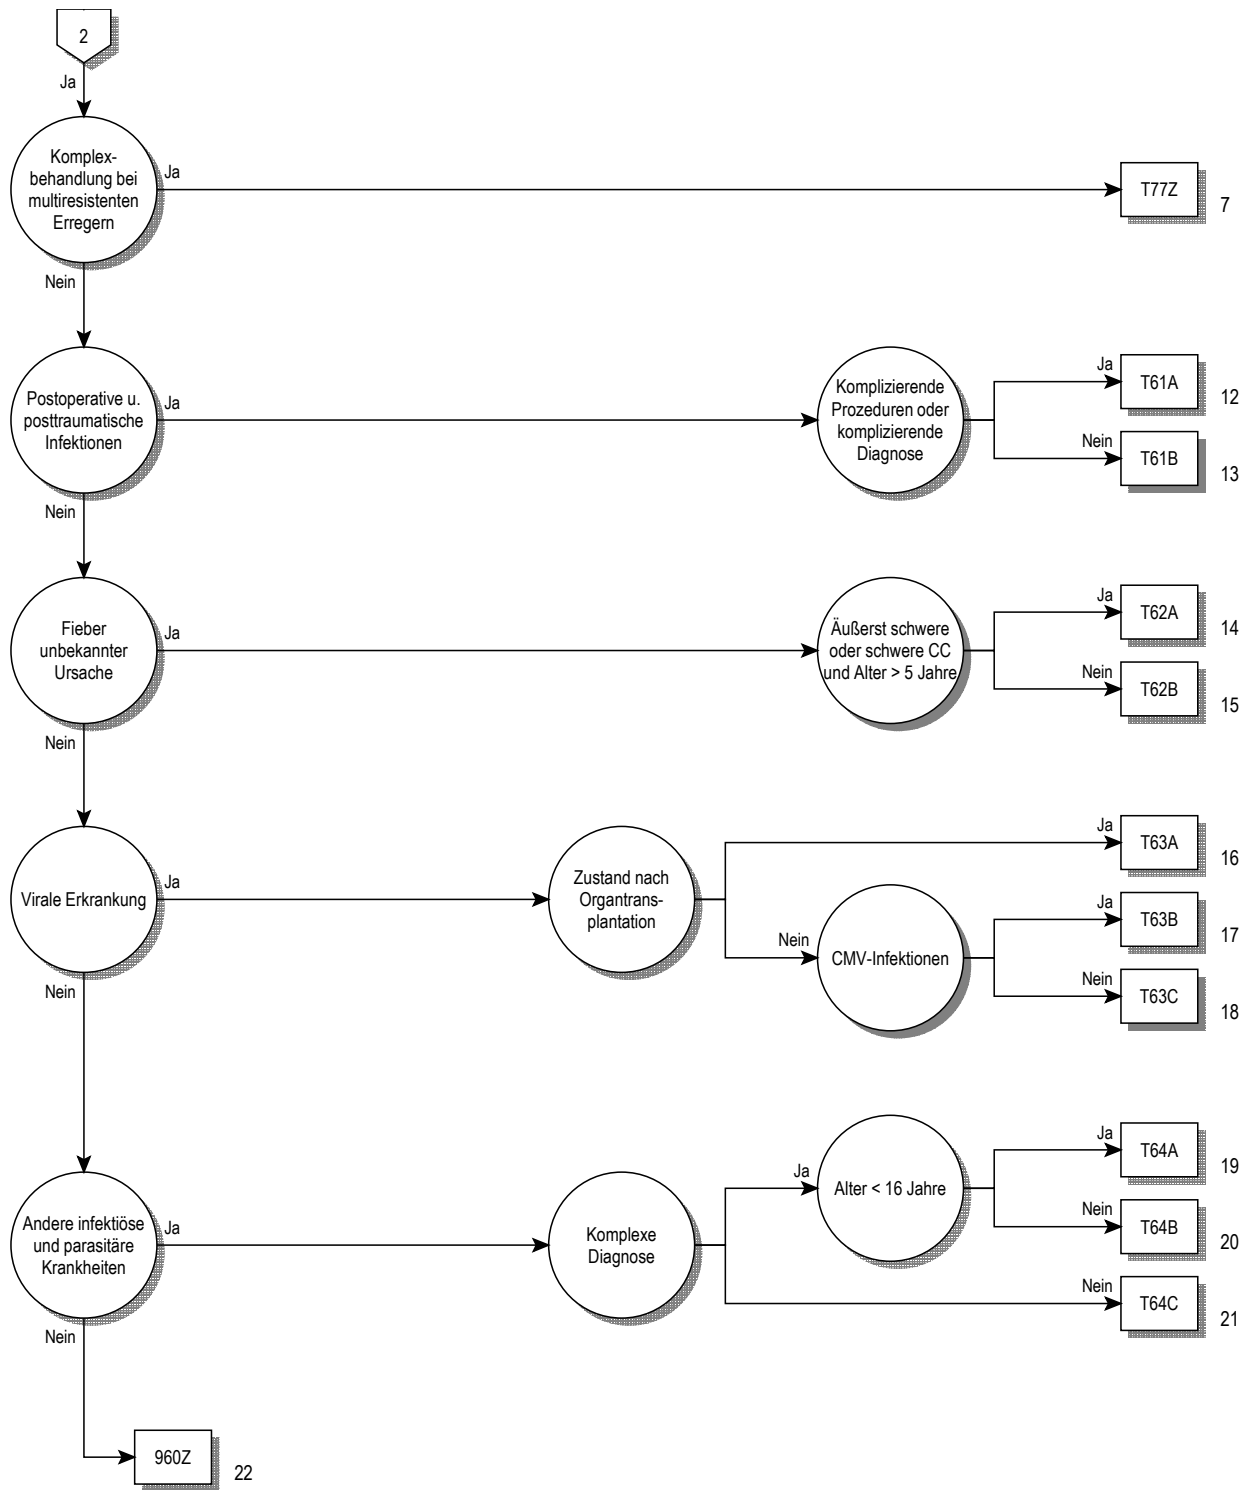 2
Ja
Komplex-
behandlung bei
multiresistenten
Erregern
Ja
T77Z
7
Nein
Postoperative u.
posttraumatische
Infektionen
Ja
Komplizierende
Prozeduren oder
komplizierende
Diagnose
Ja
T61A
12
Nein
T61B
13
Nein
Fieber
unbekannter
Ursache
Ja
Äußerst schwere
oder schwere CC
und Alter > 5 Jahre
Ja
T62A
14
Nein
T62B
15
Nein
Virale Erkrankung
Ja
Zustand nach
Organtrans-
plantation
Ja
T63A
16
Nein
CMV-Infektionen
Ja
T63B
17
Nein
T63C
18
Nein
Andere infektiöse
und parasitäre
Krankheiten
Ja
Komplexe
Diagnose
Ja
Alter < 16 Jahre
Ja
T64A
19
Nein
T64B
20
Nein
T64C
21
Nein
960Z
22